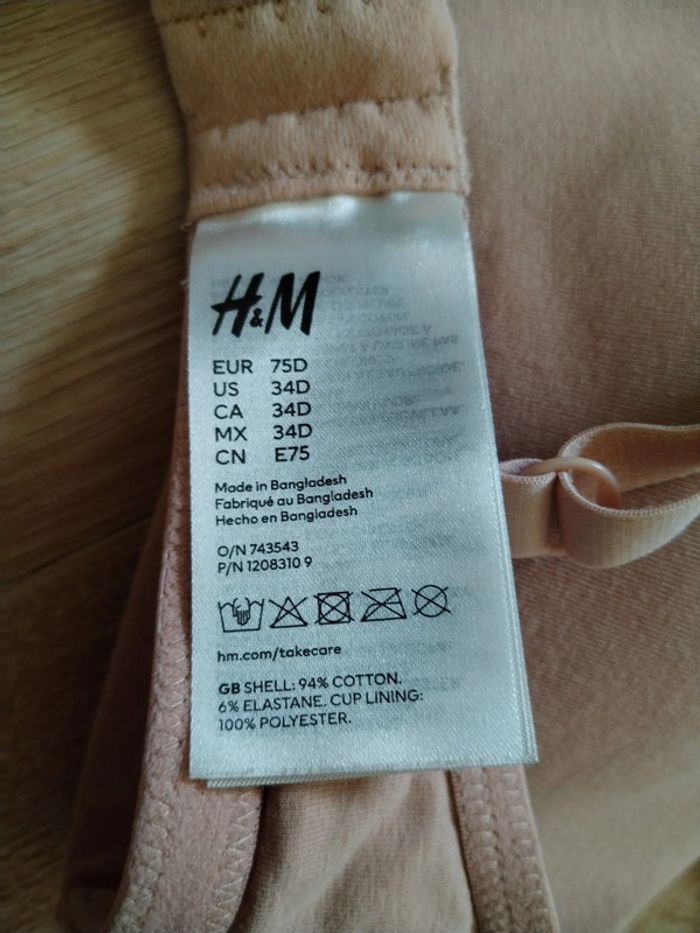 H&M
EUR 75D
US 34D
CA 34D
MX 34D
CN E75
Made in Bangladesh
Fabriqué au Bangladesh
Hecho en Bangladesh
O/N 743543
P/N 1208310 9
hm.com/takecare
GB SHELL: 94% COTTON.
6% ELASTANE. CUP LINING:
100% POLYESTER.